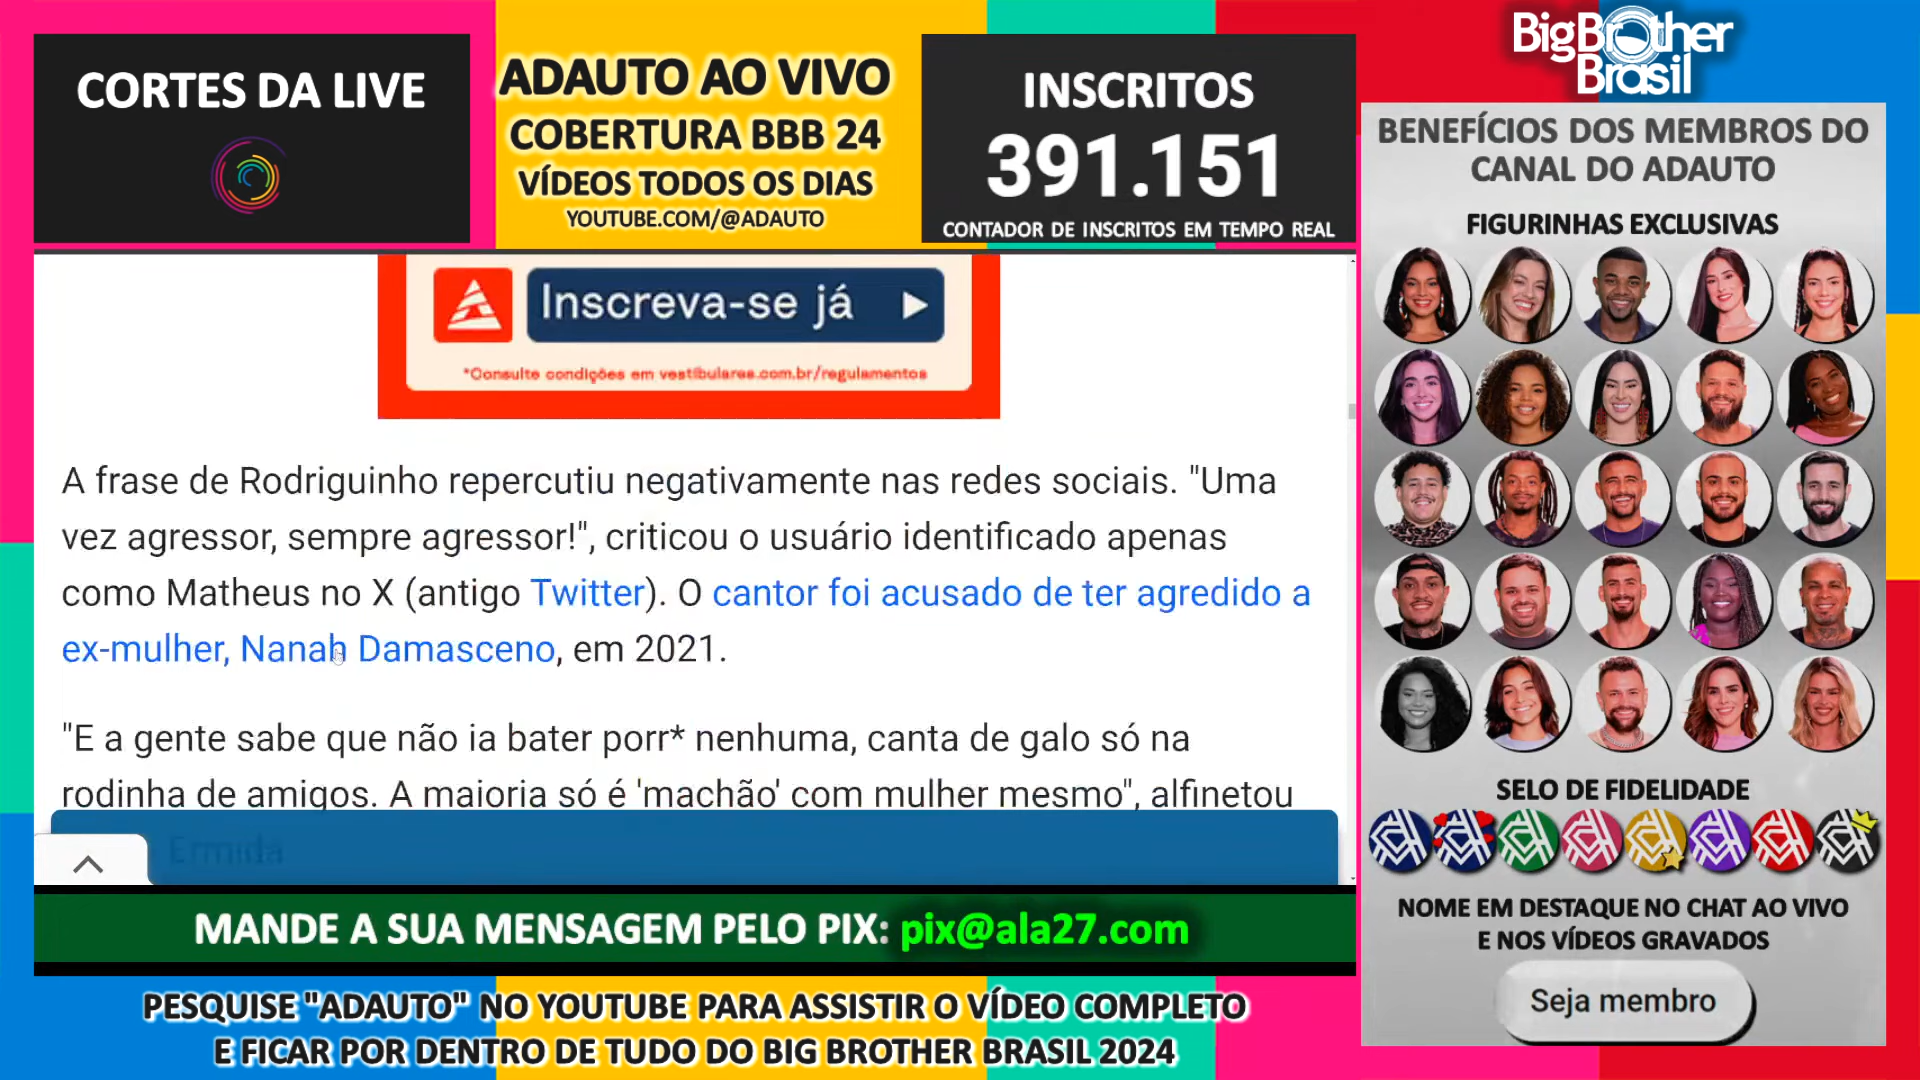 CORTES DA LIVE
ADAUTO AO VIVO
COBERTURA BBB 24
VÍDEOS TODOS OS DIAS
YOUTUBE.COM/@ADAUTO
INSCRITOS
391.151
CONTADOR DE INSCRITOS EM TEMPO REAL
BigBrother
Brasil
BENEFÍCIOS DOS MEMBROS DO
CANAL DO ADAUTO
FIGURINHAS EXCLUSIVAS
Inscreva-se já
*Consulte condições em vestibulares.com.br/regulamentos
A frase de Rodriguinho repercutiu negativamente nas redes sociais. "Uma
vez agressor, sempre agressor!", criticou o usuário identificado apenas
como Matheus no X (antigo Twitter). O cantor foi acusado de ter agredido a
ex-mulher, Nanah Damasceno, em 2021.
"E a gente sabe que não ia bater porr* nenhuma, canta de galo só na
rodinha de amigos. A maioria só é 'machão' com mulher mesmo", alfinetou
Ermida
SELO DE FIDELIDADE
NOME EM DESTAQUE NO CHAT AO VIVO
E NOS VÍDEOS GRAVADOS
Seja membro
MANDE A SUA MENSAGEM PELO PIX: pix@ala27.com
PESQUISE "ADAUTO" NO YOUTUBE PARA ASSISTIR O VÍDEO COMPLETO
E FICAR POR DENTRO DE TUDO DO BIG BROTHER BRASIL 2024